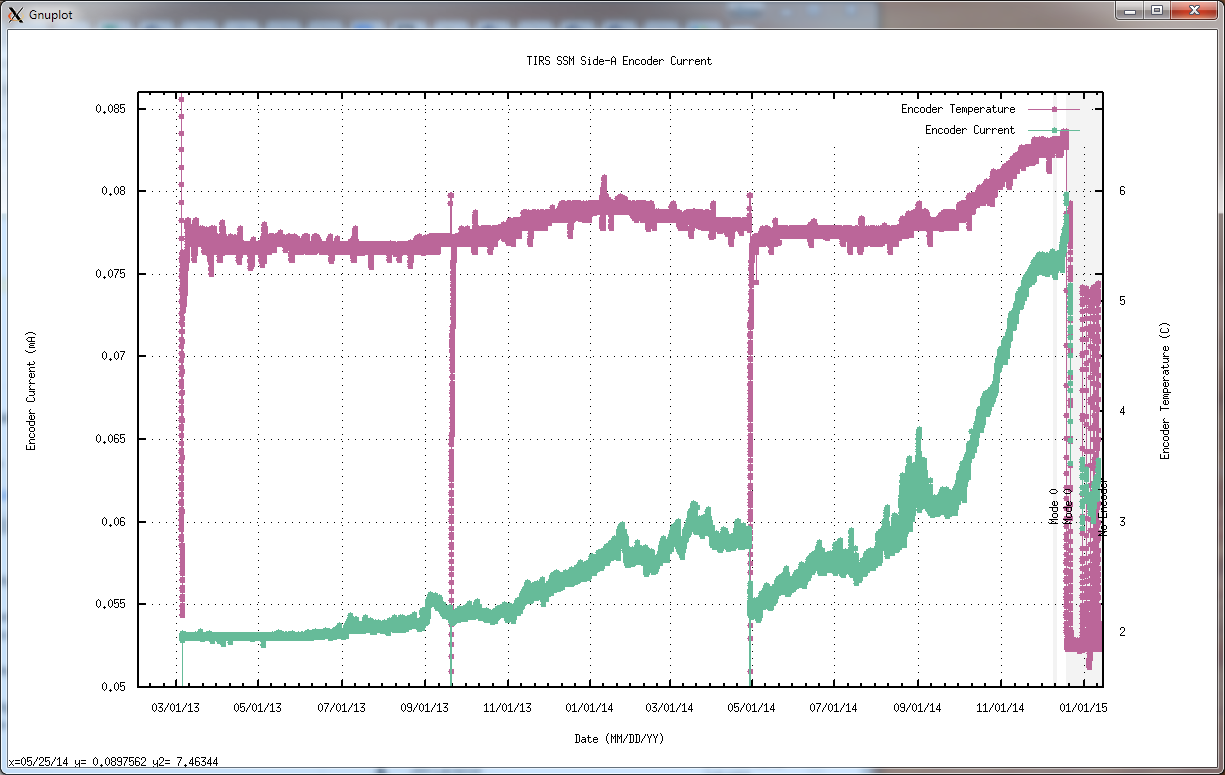 Gnuplot
TIRS SSM Side-A Encoder Current
Encoder Temperature
Encoder Current
0.085
0.08
0.075
0.07
0.065
0.06
0.055
0.05
Encoder Current (mA)
6
5
4
3
2
Encoder Temperature (C)
Mode 0
Mode 0
No Encoder
03/01/13 05/01/13 07/01/13 09/01/13 11/01/13 01/01/14 03/01/14 05/01/14 07/01/14 09/01/14 11/01/14 01/01/15
Date (MM/DD/YY)
x=05/25/14 y= 0.0897562 y2= 7.46344